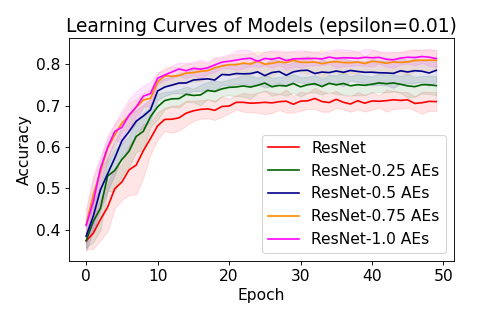 Learning Curves of Models (epsilon=0.01)
Accuracy
0.8
0.7
0.6
0.5
0.4
ResNet
ResNet-0.25 AEs
ResNet-0.5 AEs
ResNet-0.75 AEs
ResNet-1.0 AEs
0 10 20 30 40 50
Epoch